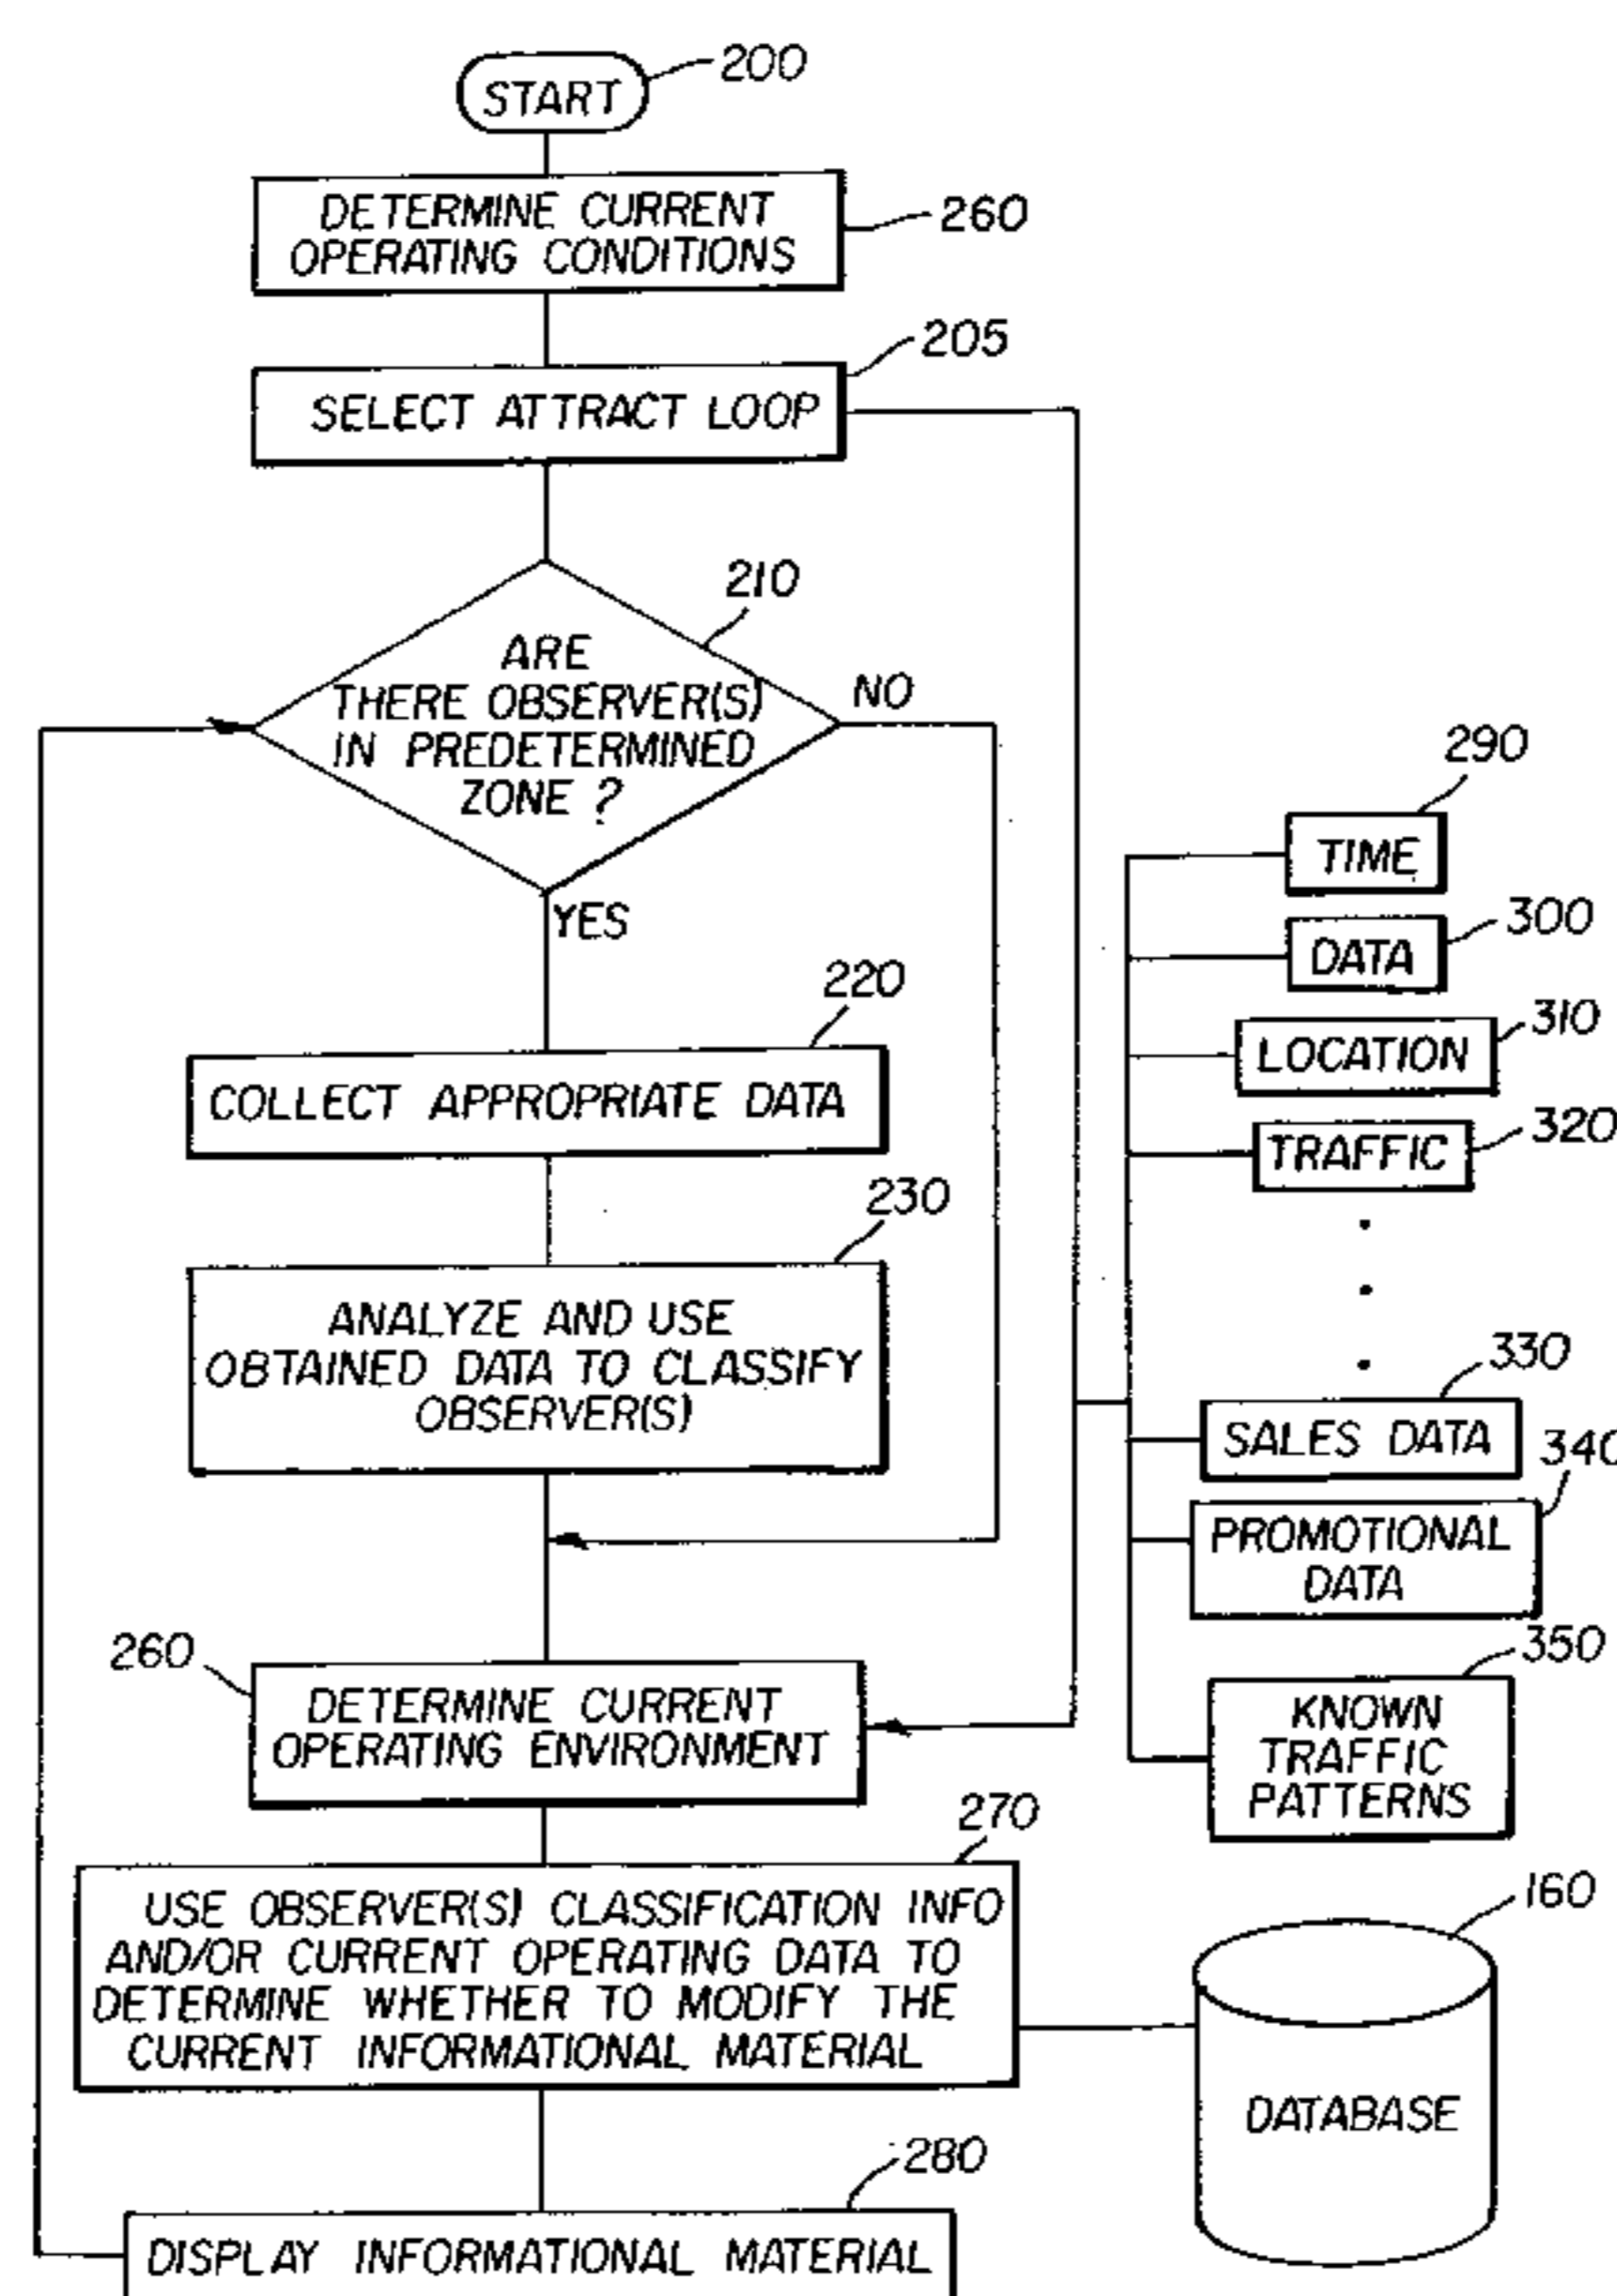 START
200
DETERMINE CURRENT
OPERATING CONDITIONS
260
SELECT ATTRACT LOOP
205
210
ARE
THERE OBSERVER(S)
IN PREDETERMINED
ZONE ?
NO
YES
220
COLLECT APPROPRIATE DATA
230
ANALYZE AND USE
OBTAINED DATA TO CLASSIFY
OBSERVER(S)
260
DETERMINE CURRENT
OPERATING ENVIRONMENT
270
USE OBSERVER(S) CLASSIFICATION INFO
AND/OR CURRENT OPERATING DATA TO
DETERMINE WHETHER TO MODIFY THE
CURRENT INFORMATIONAL MATERIAL
280
DISPLAY INFORMATIONAL MATERIAL
290
TIME
300
DATA
310
LOCATION
320
TRAFFIC
330
SALES DATA
340
PROMOTIONAL
DATA
350
KNOWN
TRAFFIC
PATTERNS
160
DATABASE